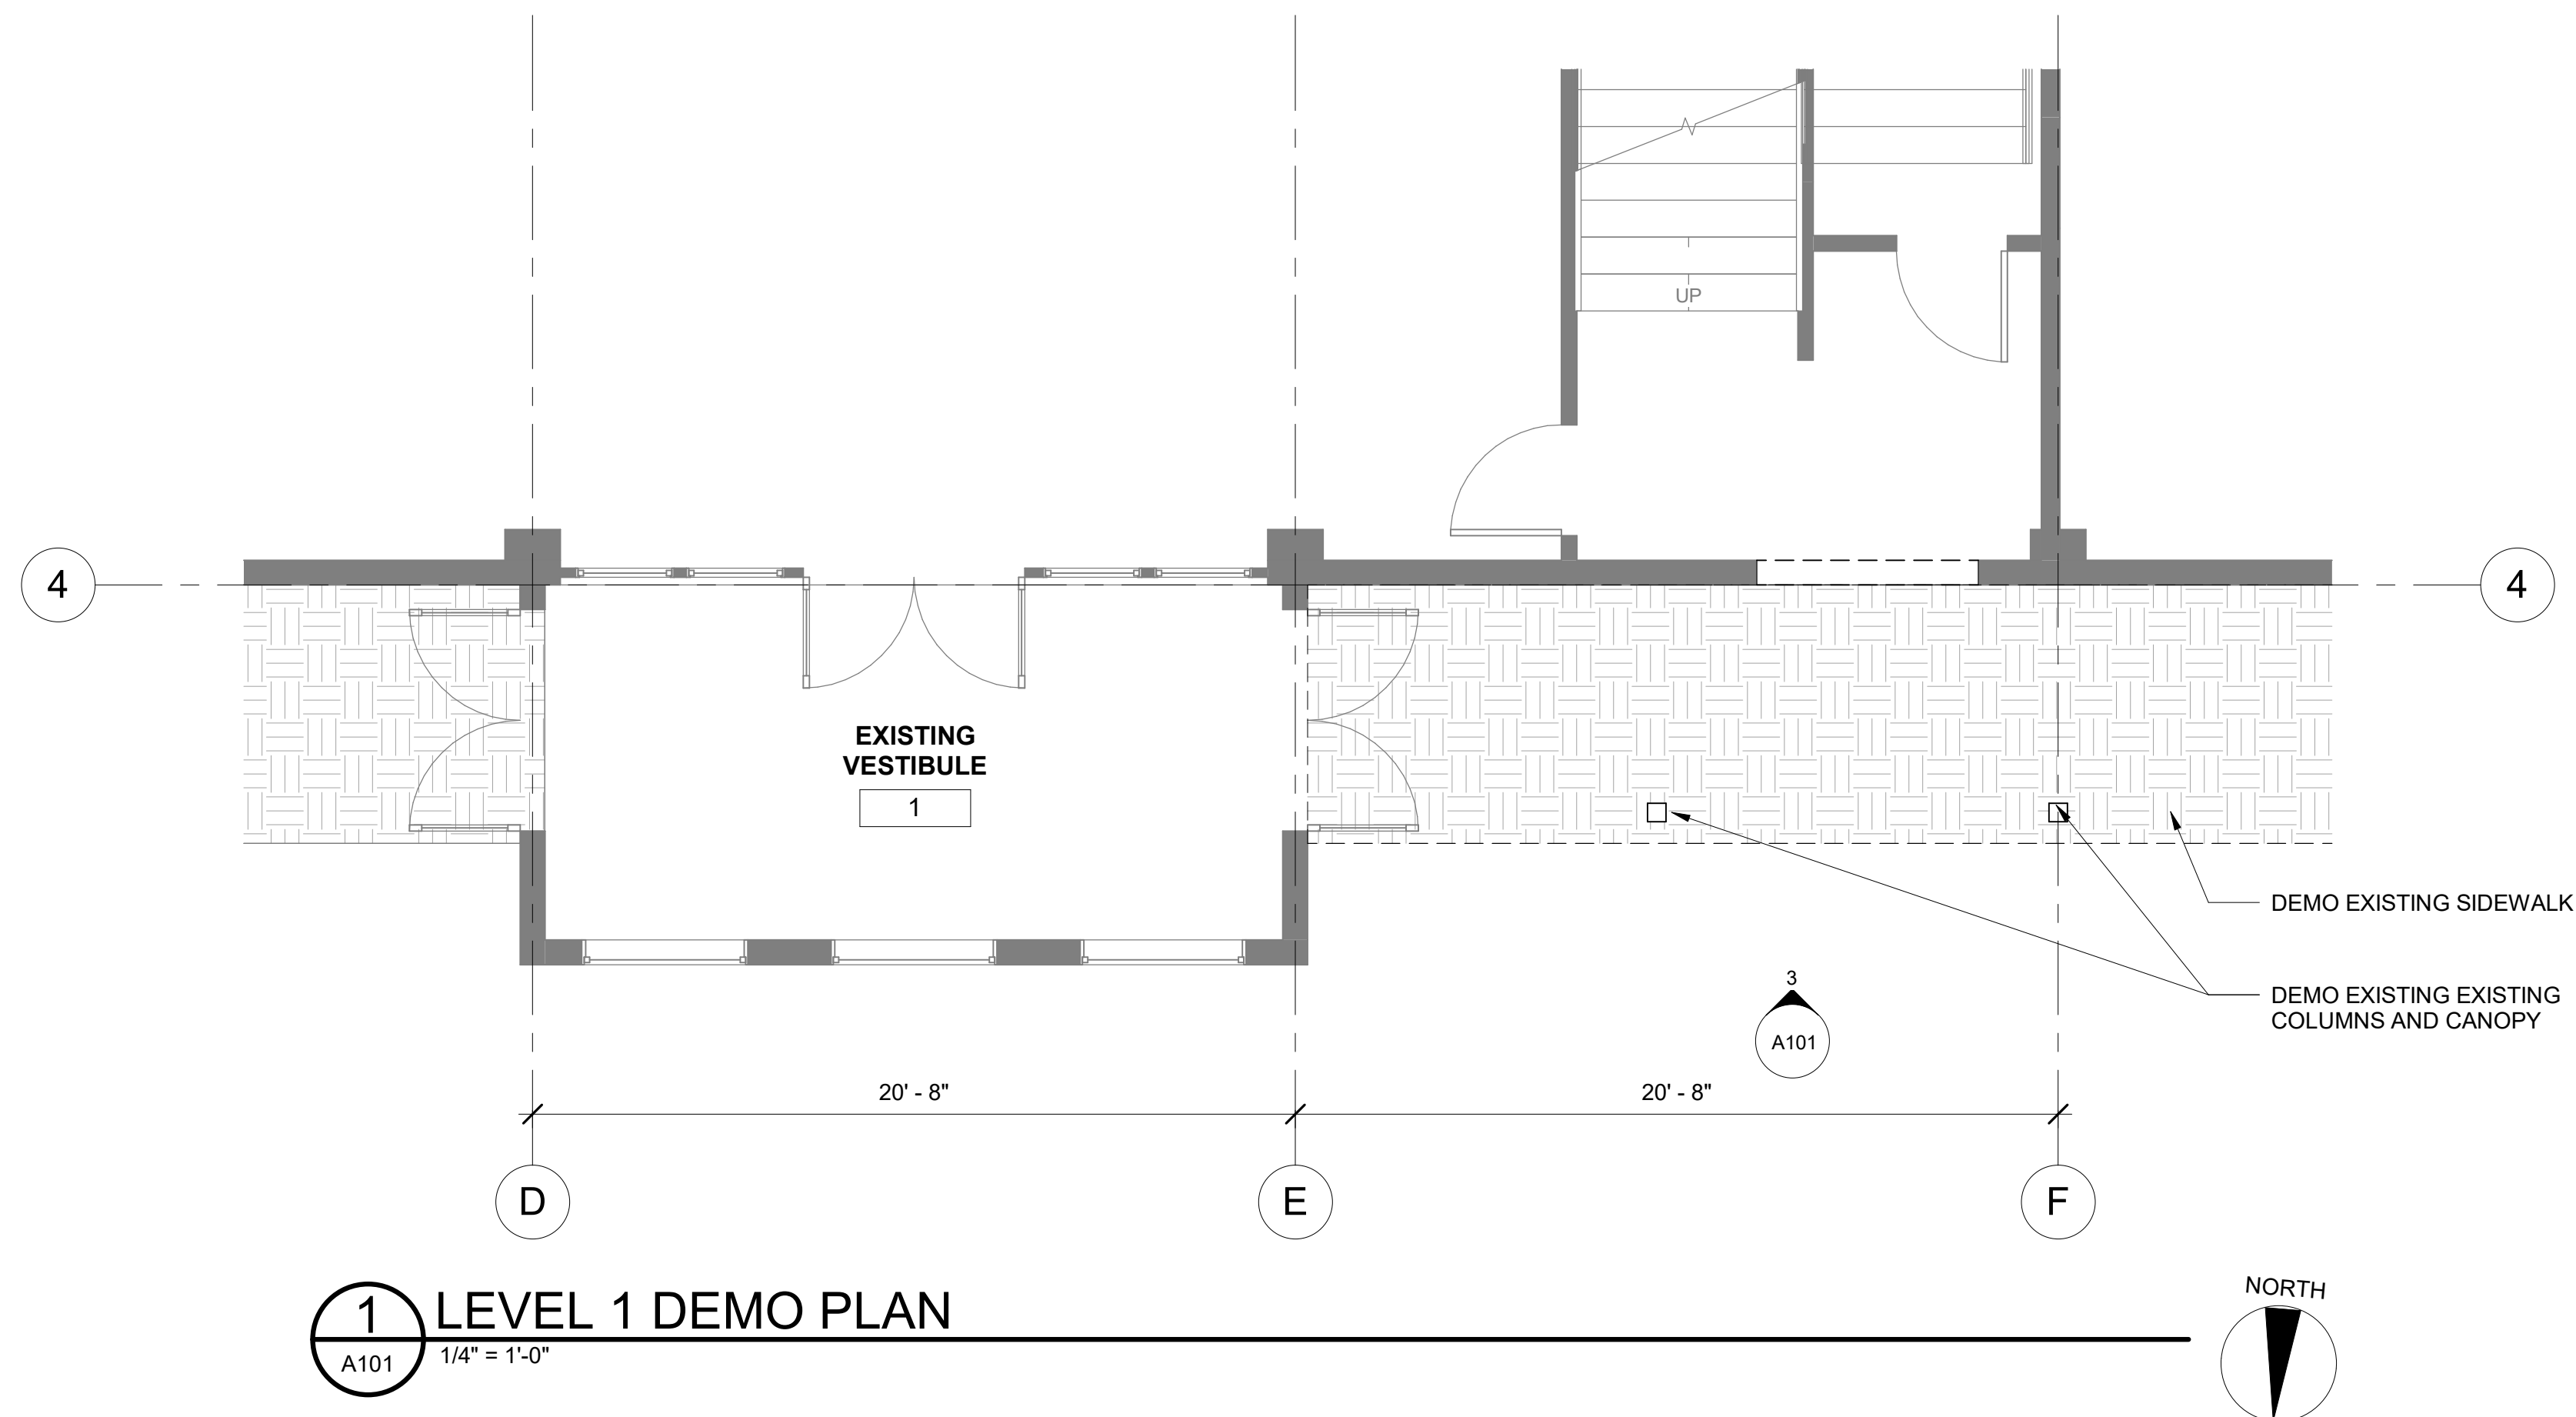 UP
4
4
EXISTING
VESTIBULE
1
DEMO EXISTING SIDEWALK
3
A101
DEMO EXISTING EXISTING
COLUMNS AND CANOPY
20' - 8"
20' - 8"
D
E
F
1
A101
LEVEL 1 DEMO PLAN
1/4" = 1'-0"
NORTH